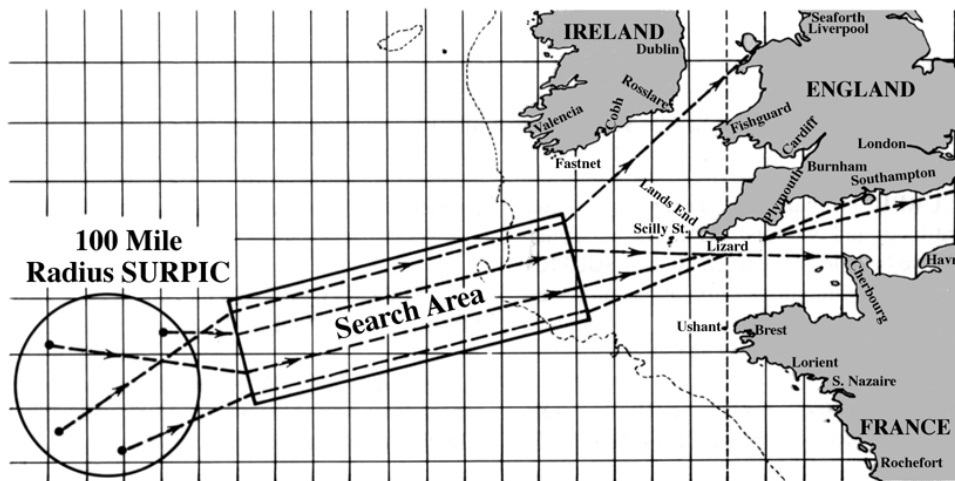 Seaforth
Liverpool
IRELAND
Dublin
ENGLAND
Rosslare
Cobh
Valencia
Fishguard
Cardiff
London
Fastnet
Burnham
Southampton
Plymouth
Lands End
Scilly St.
Lizard
100 Mile
Radius SURPIC
Havr
Cherbourg
Search Area
Ushant
Brest
Lorient
S. Nazaire
FRANCE
Rochefort